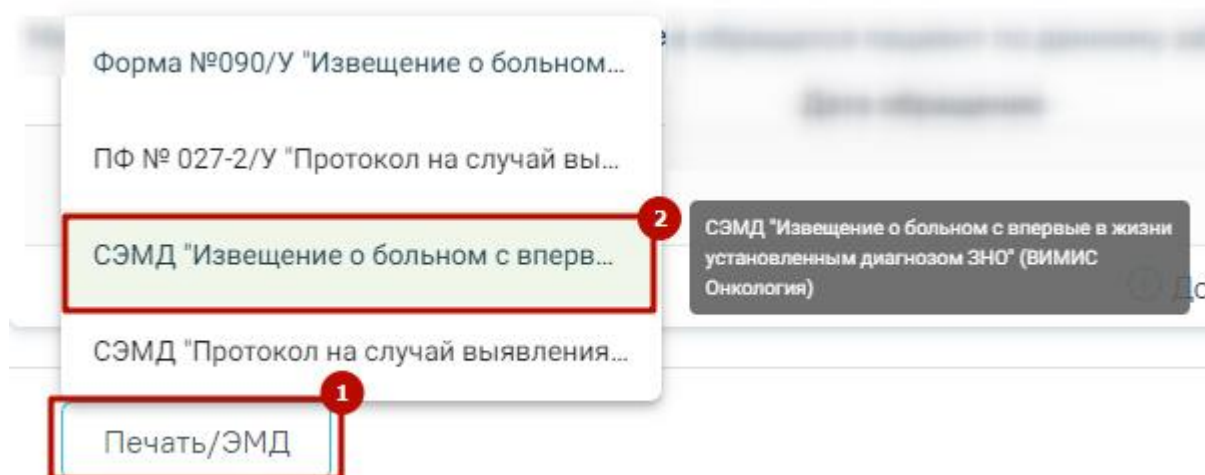 Форма №090/У "Извещение о больном...
ПФ № 027-2/У "Протокол на случай вы...
2
СЭМД "Извещение о больном с вперв...
СЭМД "Извещение о больном с впервые в жизни
установленным диагнозом ЗНО" (ВИМИС
Онкология)
СЭМД "Протокол на случай выявления...
1
Печать/ЭМД